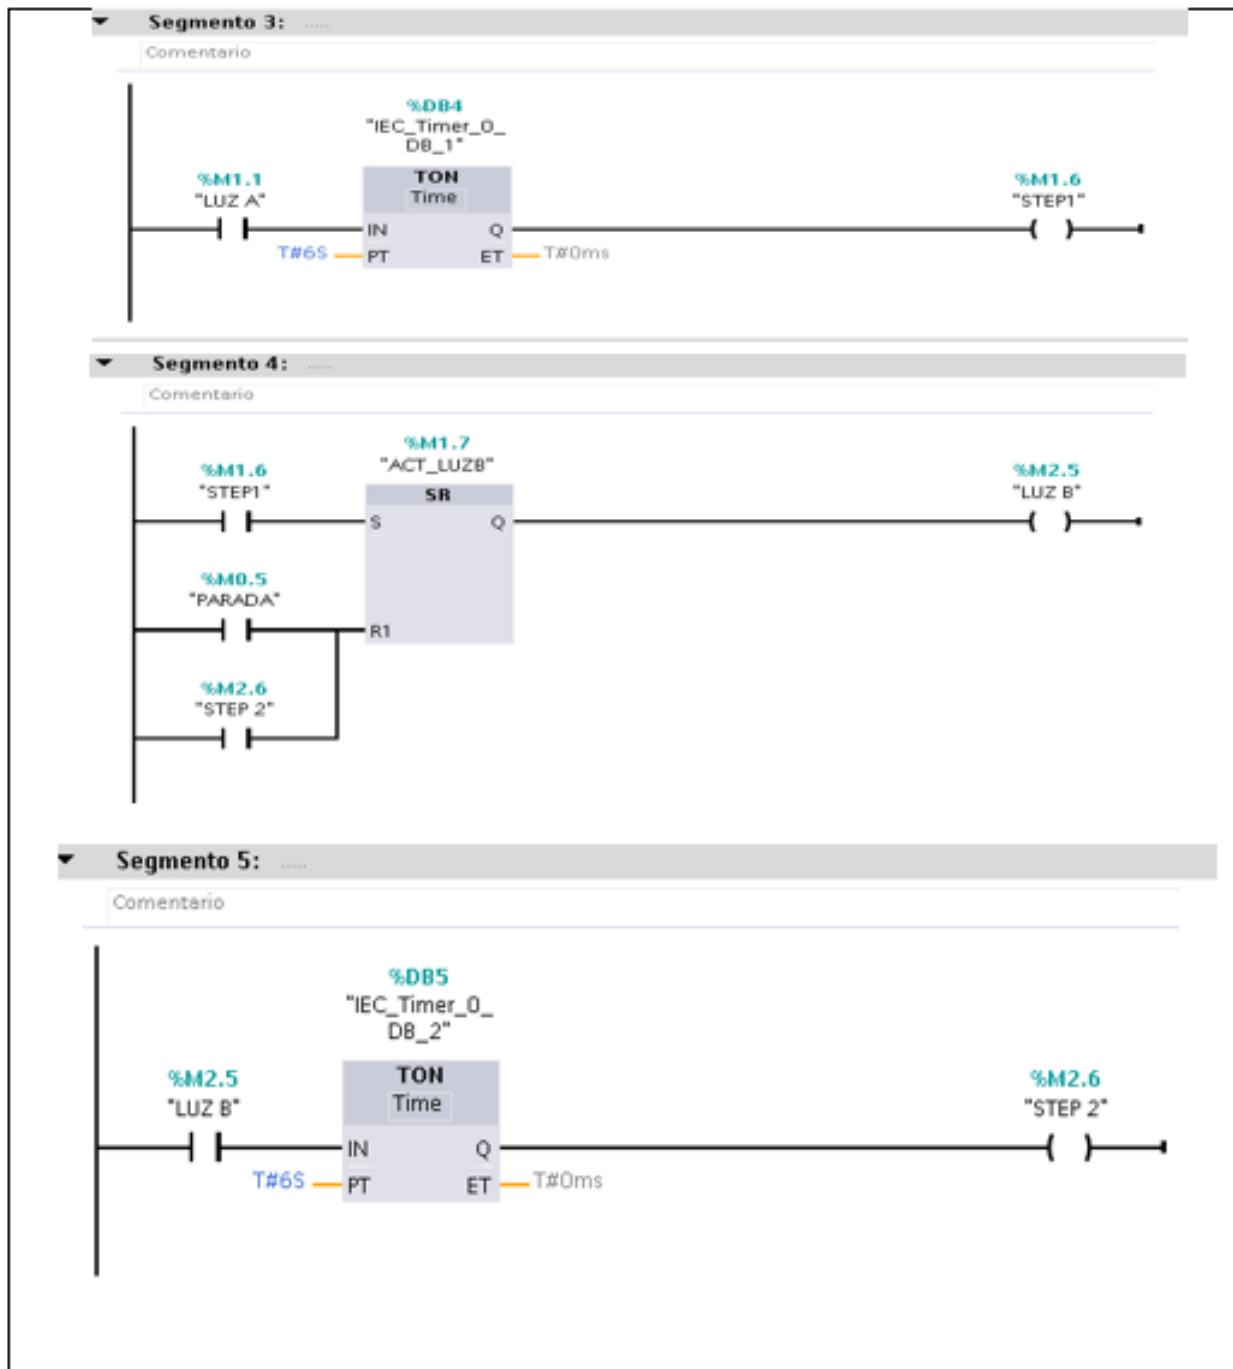 Segmento 3: .....
Comentario
%DB4
"IEC_Timer_0_
DB_1"
%M1.1
"LUZ A"
TON
Time
%M1.6
"STEP1"
IN Q
T#6S PT ET T#0ms
Segmento 4: .....
Comentario
%M1.7
"ACT_LUZB"
%M1.6
"STEP1"
SR
%M2.5
"LUZ B"
S Q
%M0.5
"PARADA"
R1
%M2.6
"STEP 2"
Segmento 5: .....
Comentario
%DB5
"IEC_Timer_0_
DB_2"
%M2.5
"LUZ B"
TON
Time
%M2.6
"STEP 2"
IN Q
T#6S PT ET T#0ms